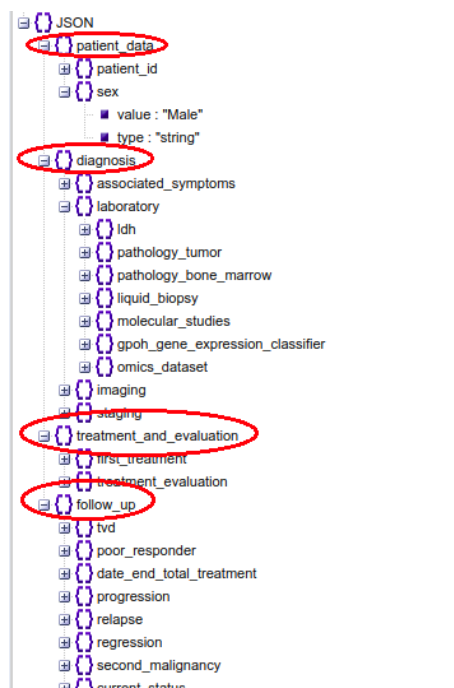 JSON
patient_data
patient_id
sex
value : "Male"
type : "string"
diagnosis
associated_symptoms
laboratory
ldh
pathology_tumor
pathology_bone_marrow
liquid_biopsy
molecular_studies
gpoh_gene_expression_classifier
omics_dataset
imaging
staging
treatment_and_evaluation
first_treatment
treatment_evaluation
follow_up
tvd
poor_responder
date_end_total_treatment
progression
relapse
regression
second_malignancy
current_status